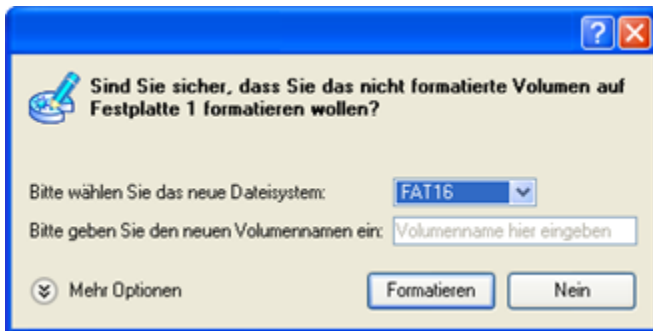 Sind Sie sicher, dass Sie das nicht formatierte Volumen auf
Festplatte 1 formatieren wollen?
Bitte wählen Sie das neue Dateisystem: FAT16
Bitte geben Sie den neuen Volumennamen ein: Volumenname hier eingeben
Mehr Optionen Formatieren Nein